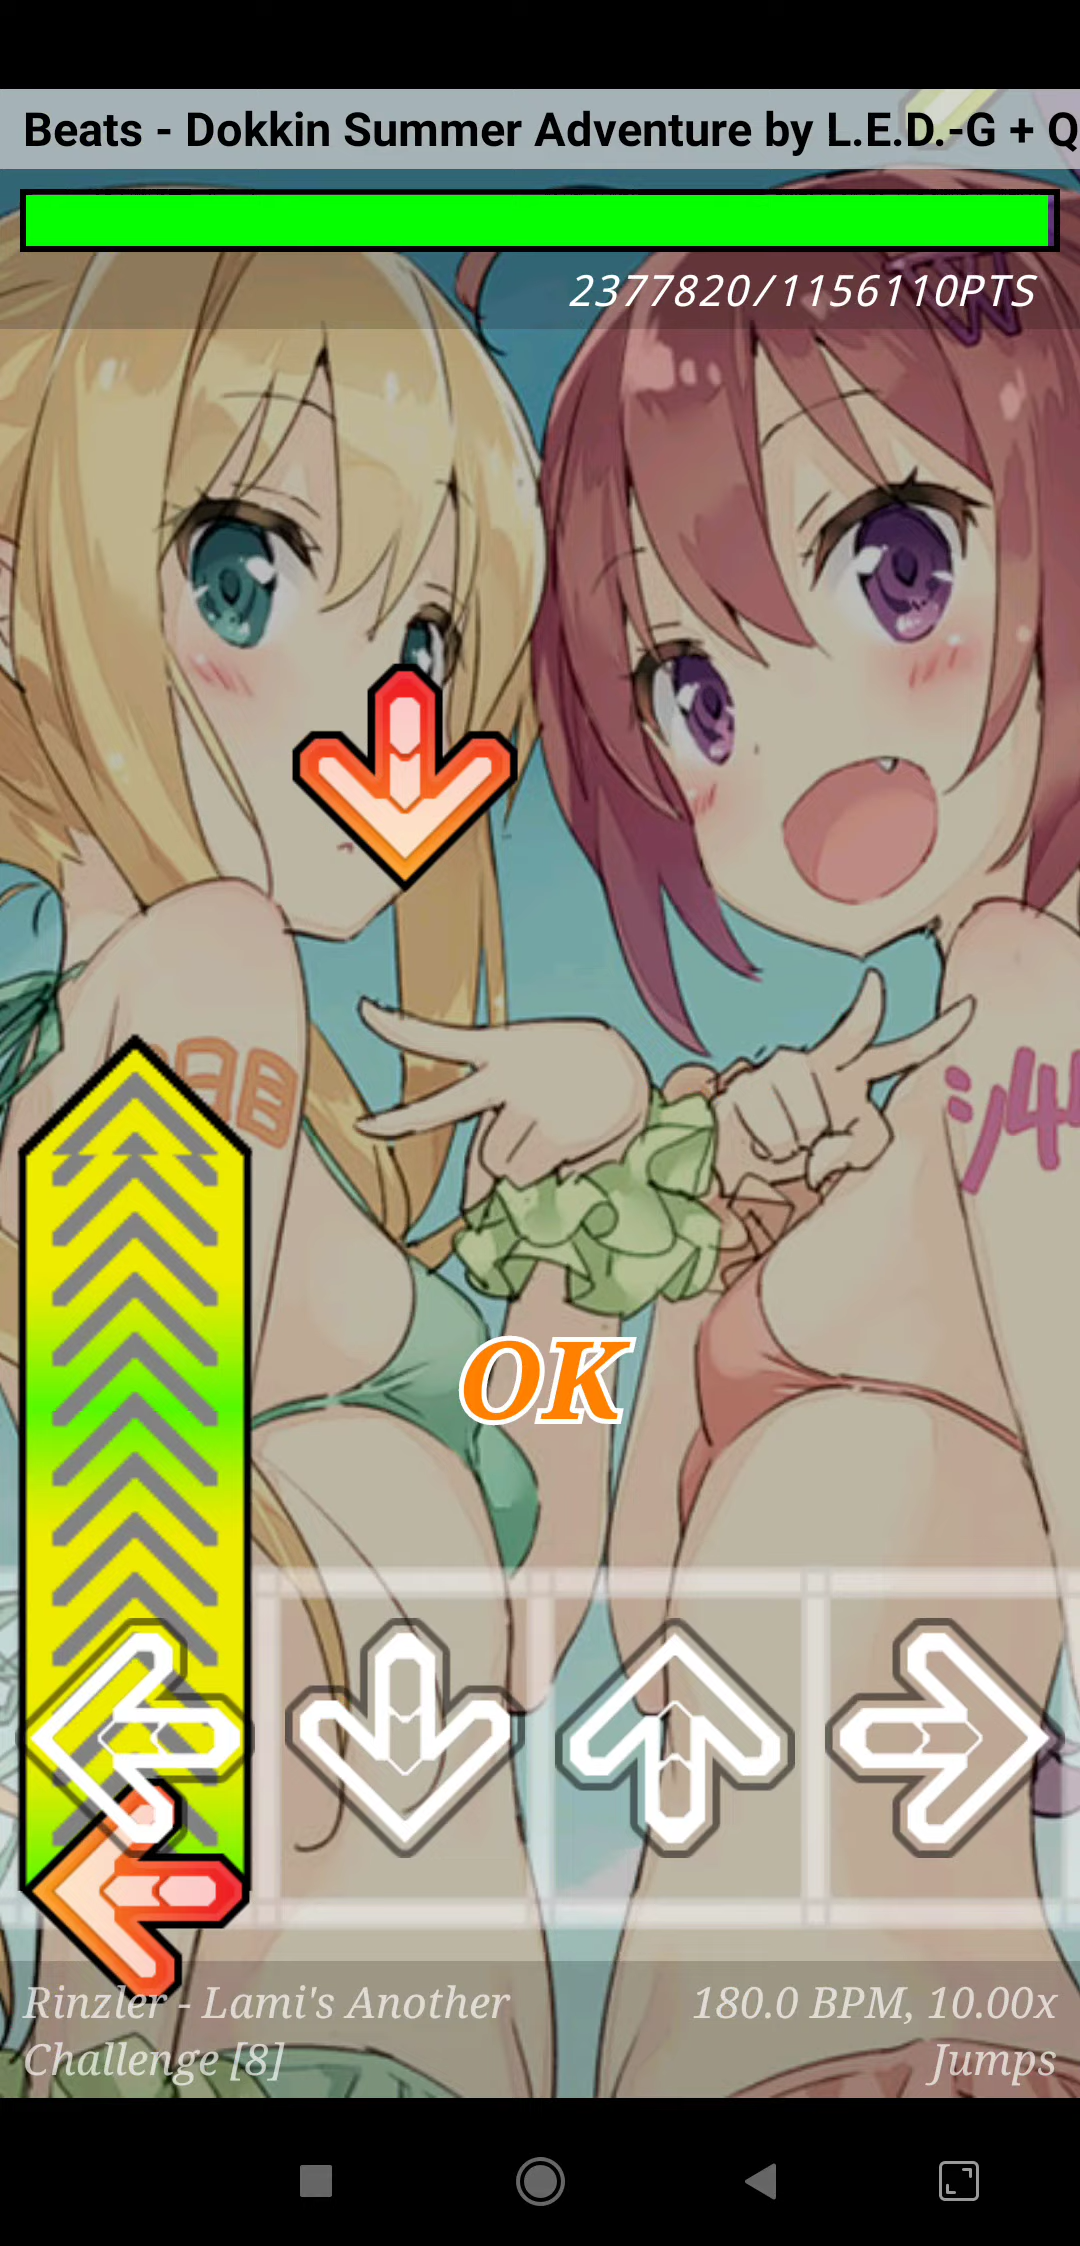 Beats - Dokkin Summer Adventure by L.E.D.-G + Q
2377820/1156110PTS
OK
Rinzler - Lami's Another
Challenge [8]
180.0 BPM, 10.00x
Jumps